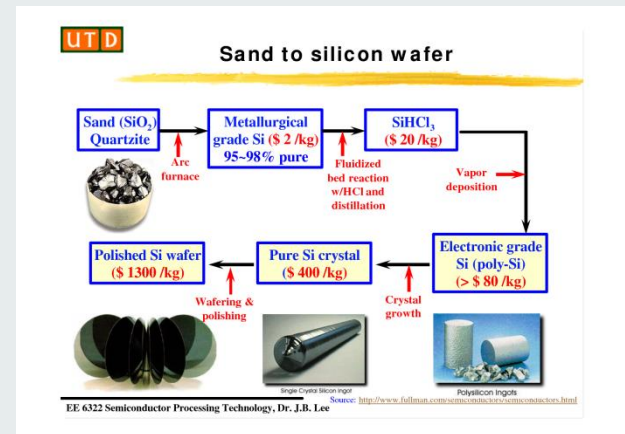 UTD
Sand to silicon wafer
Sand (SiO₂)
Quartzite
Arc
furnace
Metallurgical
grade Si ($ 2 /kg)
95~98% pure
Fluidized
bed reaction
w/HCl and
distillation
SiHCl₃
($ 20 /kg)
Vapor
deposition
Electronic grade
Si (poly-Si)
(> $ 80 /kg)
Crystal
growth
Pure Si crystal
($ 400 /kg)
Wafering &
polishing
Polished Si wafer
($ 1300 /kg)
Single Crystal Silicon Ingot
Polysilicon Ingots
Source: http://www.fullman.com/semiconductors/semiconductors.html
EE 6322 Semiconductor Processing Technology, Dr. J.B. Lee